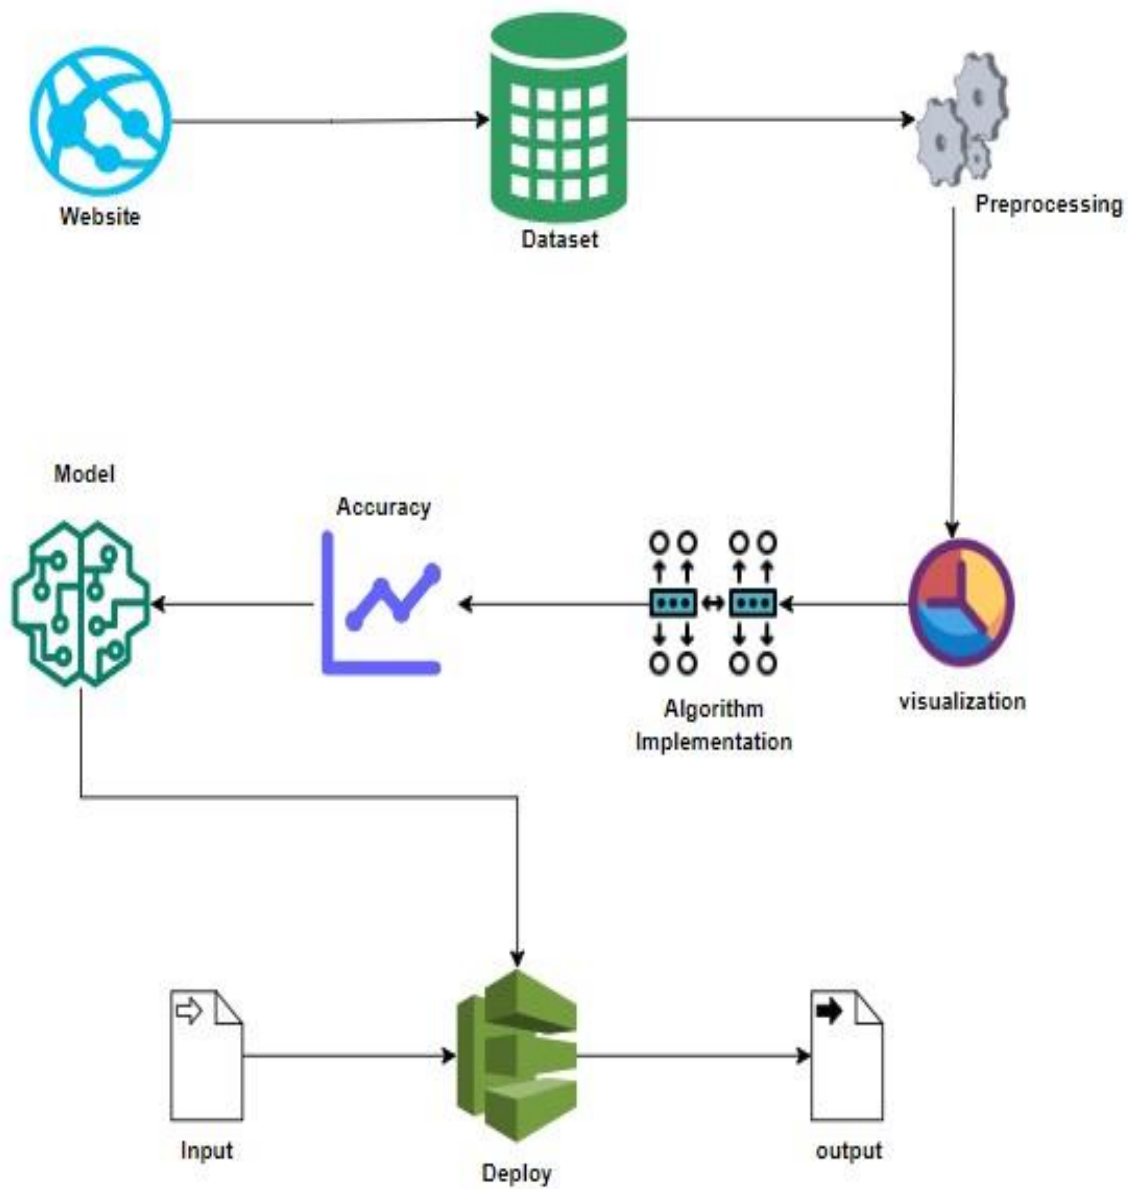 Website
Dataset
Preprocessing
Model
Accuracy
Algorithm
Implementation
visualization
Input
Deploy
output